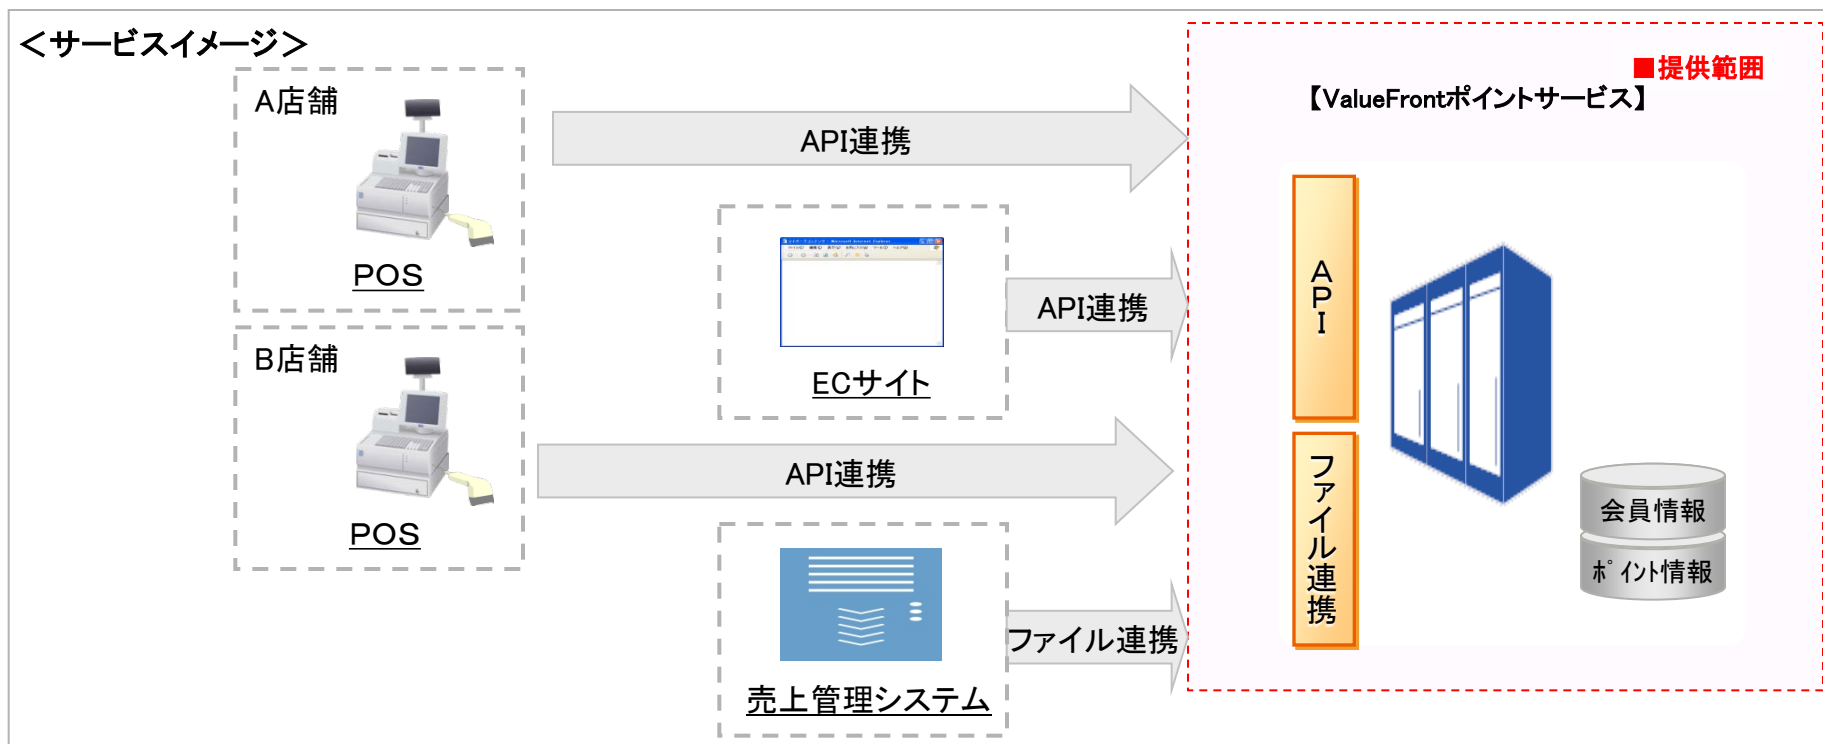 ＜サービスイメージ＞
■提供範囲
【ValueFrontポイントサービス】
A店舗
POS
API連携
ECサイト
API連携
B店舗
POS
API連携
売上管理システム
ファイル連携
API
ファイル連携
会員情報
ﾎﾟｲﾝﾄ情報